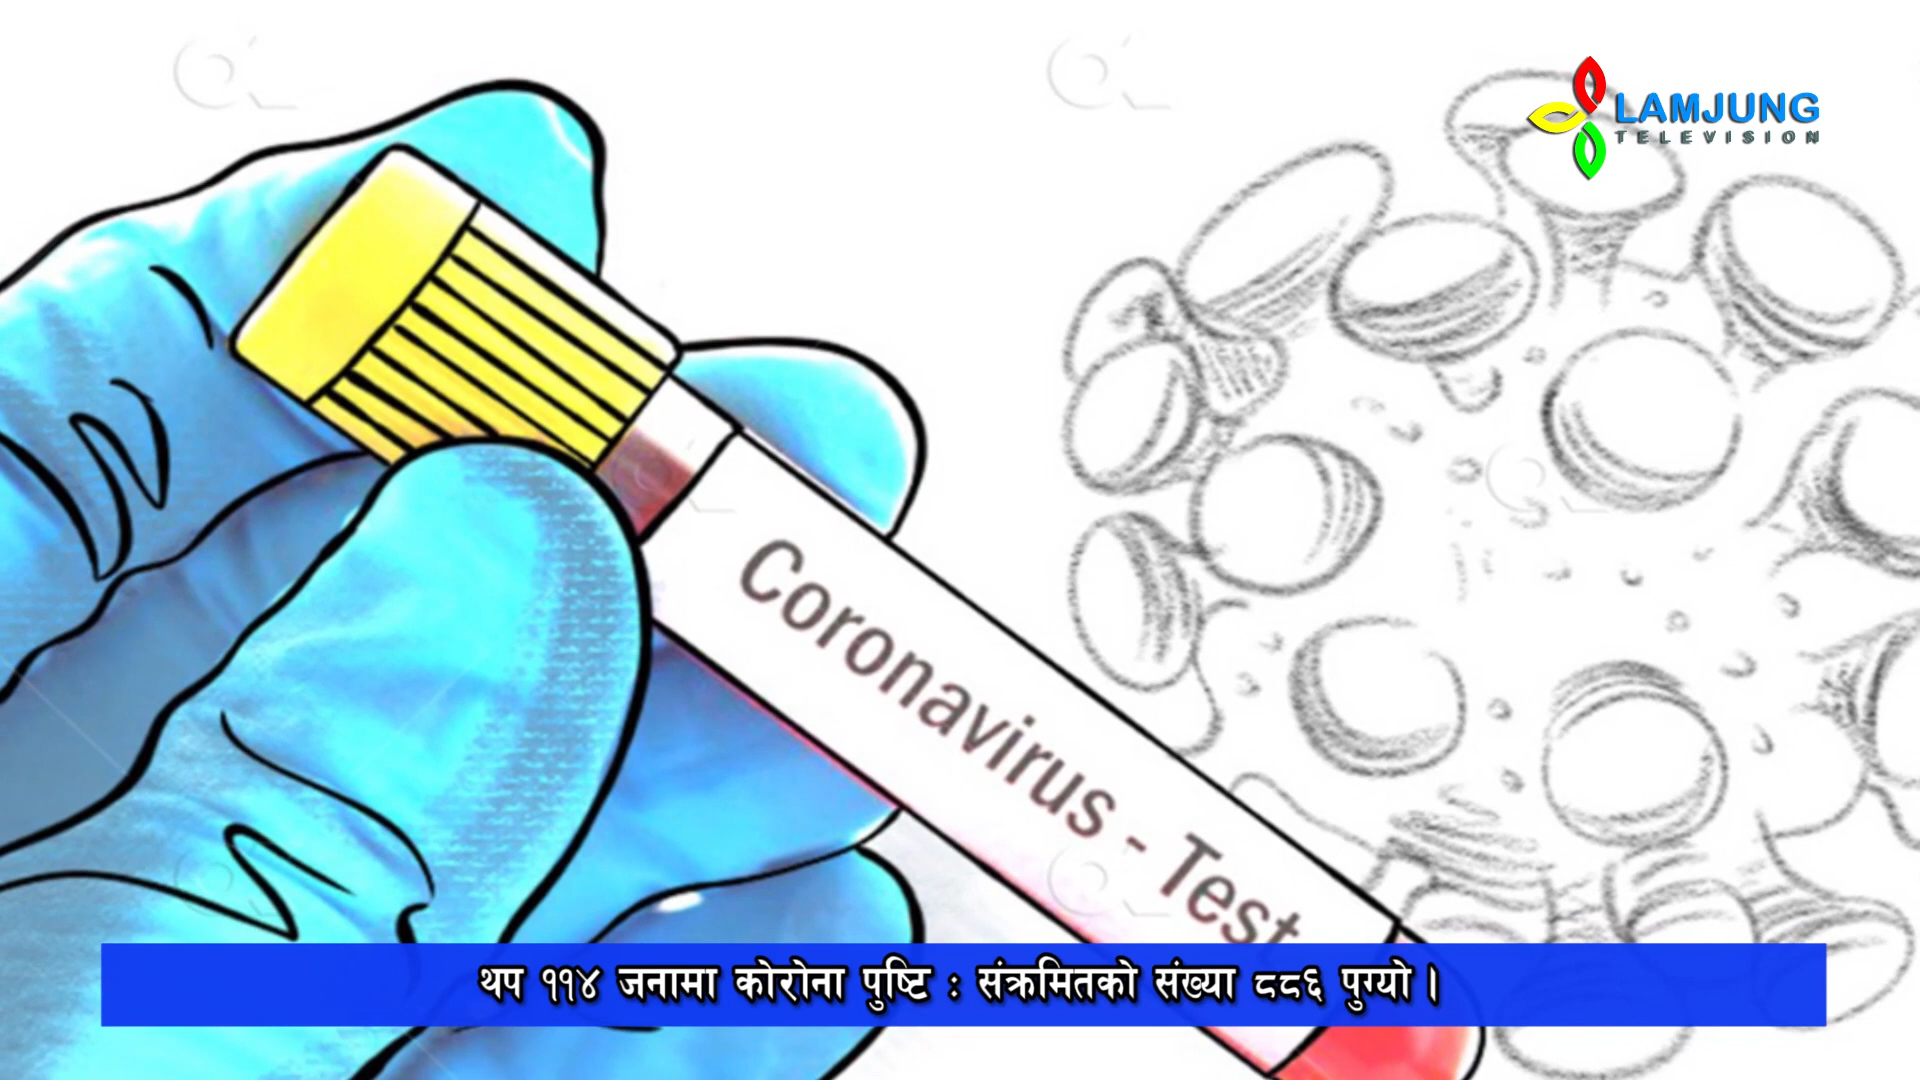 LAMJUNG
TELEVISION
Coronavirus - Test
थप ११४ जनामा कोरोना पुष्टि : संक्रमितको संख्या ८८६ पुग्यो ।